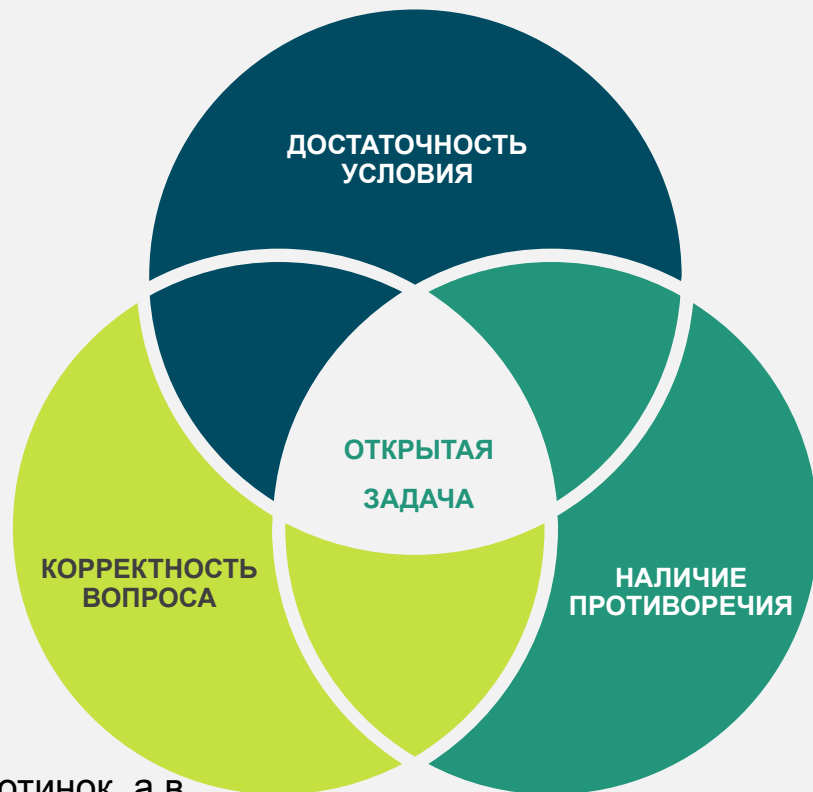 ДОСТАТОЧНОСТЬ
УСЛОВИЯ
ОТКРЫТАЯ
ЗАДАЧА
КОРРЕКТНОСТЬ
ВОПРОСА
НАЛИЧИЕ
ПРОТИВОРЕЧИЯ
а в